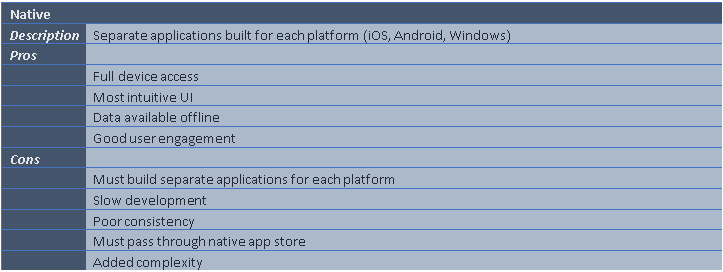 Native
Description Separate applications built for each platform (iOS, Android, Windows)
Pros
Full device access
Most intuitive UI
Data available offline
Good user engagement
Cons
Must build separate applications for each platform
Slow development
Poor consistency
Must pass through native app store
Added complexity